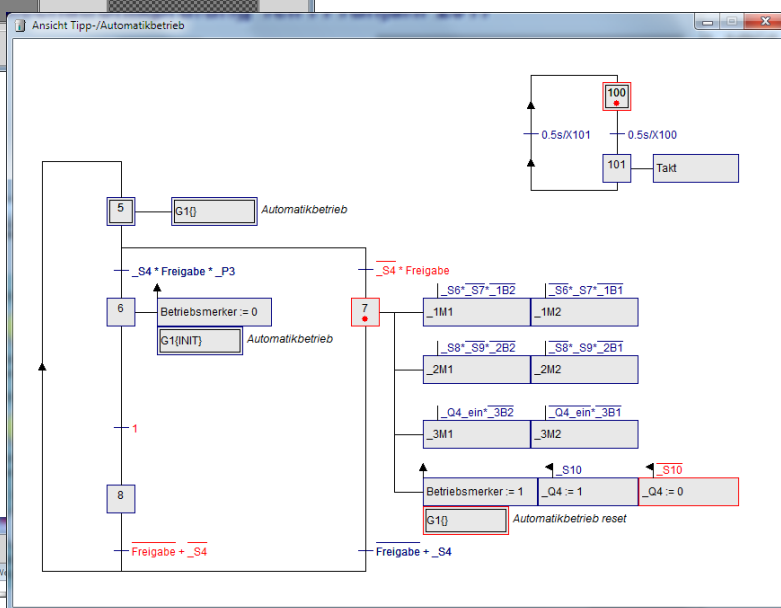 Ansicht Tipp-/Automatikbetrieb
100
0.5s/X101
0.5s/X100
101
Takt
5
G1{}
Automatikbetrieb
_S4 * Freigabe * _P3
_S4 * Freigabe
6
Betriebsmerker := 0
G1{INIT}
Automatikbetrieb
7
_S6*_S7*_1B2
_S6*_S7*_1B1
_1M1
_1M2
_S8*_S9*_2B2
_S8*_S9*_2B1
_2M1
_2M2
1
_Q4_ein*_3B2
_Q4_ein*_3B1
_3M1
_3M2
8
_S10
_S10
Betriebsmerker := 1
_Q4 := 1
_Q4 := 0
G1{}
Automatikbetrieb reset
Freigabe + _S4
Freigabe + _S4